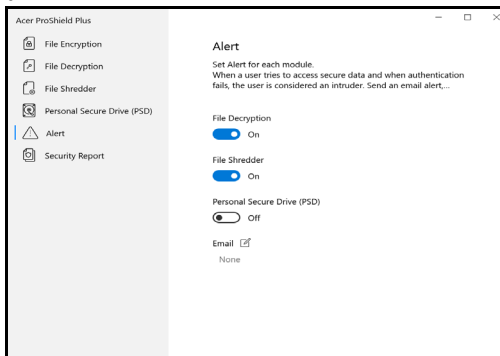 Acer ProShield Plus
File Encryption
File Decryption
File Shredder
Personal Secure Drive (PSD)
Alert
Security Report
Alert
Set Alert for each module.
When a user tries to access secure data and when authentication
fails, the user is considered an intruder. Send an email alert,...
File Decryption
On
File Shredder
On
Personal Secure Drive (PSD)
Off
Email
None